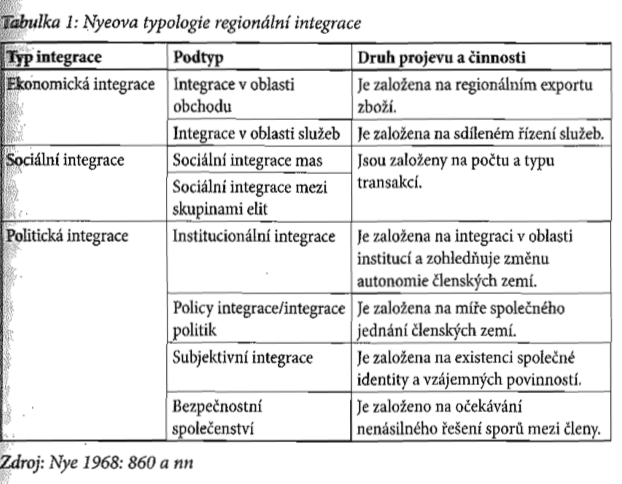 Tabulka 1: Nyeova typologie regionální integrace
Typ integrace Podtyp Druh projevu a činnosti
Ekonomická integrace Integrace v oblasti obchodu Je založena na regionálním exportu zboží.
Integrace v oblasti služeb Je založena na sdíleném řízení služeb.
Sociální integrace Sociální integrace mas Jsou založeny na počtu a typu transakcí.
Sociální integrace mezi skupinami elit
Politická integrace Institucionální integrace Je založena na integraci v oblasti institucí a zohledňuje změnu autonomie členských zemí.
Policy integrace/integrace politik Je založena na míře společného jednání členských zemí.
Subjektivní integrace Je založena na existenci společné identity a vzájemných povinností.
Bezpečnostní společenství Je založeno na očekávání nenásilného řešení sporů mezi členy.
Zdroj: Nye 1968: 860 a nn